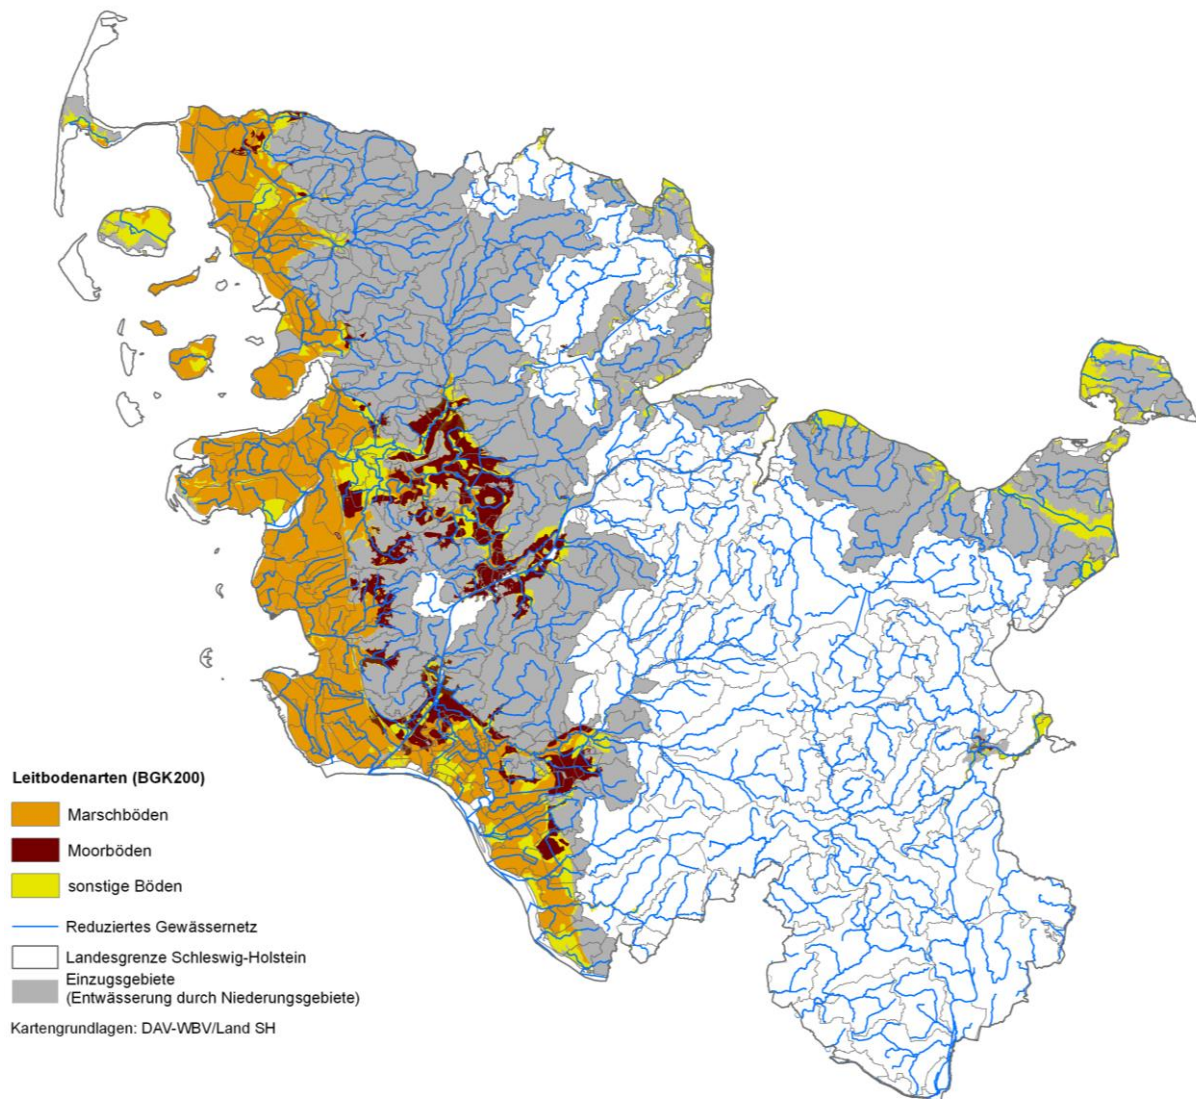 Leitbodenarten (BGK200)
Marschböden
Moorböden
sonstige Böden
Reduziertes Gewässernetz
Landesgrenze Schleswig-Holstein
Einzugsgebiete
(Entwässerung durch Niederungsgebiete)
Kartengrundlagen: DAV-WBV/Land SH